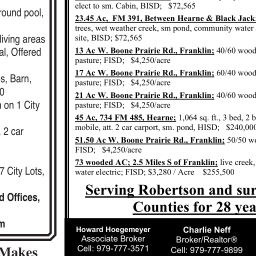 round pool,
iving areas
al, Offered
s, Barn,
0
on 1 City
2 car
7 City Lots,
d Offices,
m
Makes
elect to sm. Cabin, BISD; $72,565
23.45 Ac, FM 391, Between Hearne & Black Jack
trees, wet weather creek, sm pond, community water
site, BISD; $72,565
13 Ac W. Boone Prairie Rd., Franklin; 40/60 wood
pasture; FISD; $4,250/acre
17 Ac W. Boone Prairie Rd., Franklin; 60/40 wood
pasture; FISD; $4,250/acre
21 Ac W. Boone Prairie Rd., Franklin; 40/60 wood
pasture; FISD; $4,250/acre
45 Ac, 734 FM 485, Hearne; 1,064 sq. ft., 3 bed, 2 b
mobile, att. 2 car carport, sm. pond, HISD; $240,000
51.50 Ac W. Boone Prairie Rd., Franklin; 50/50 wo
FISD; $4,250/acre
73 wooded AC; 2.5 Miles S of Franklin; live creek,
water electric; FISD; $3,280 / Acre $255,500
Serving Robertson and sur
Counties for 28 yea
Howard Hoegemeyer
Associate Broker
Cell: 979-777-3571
Charlie Neff
Broker/Realtor®
Cell: 979-777-9899